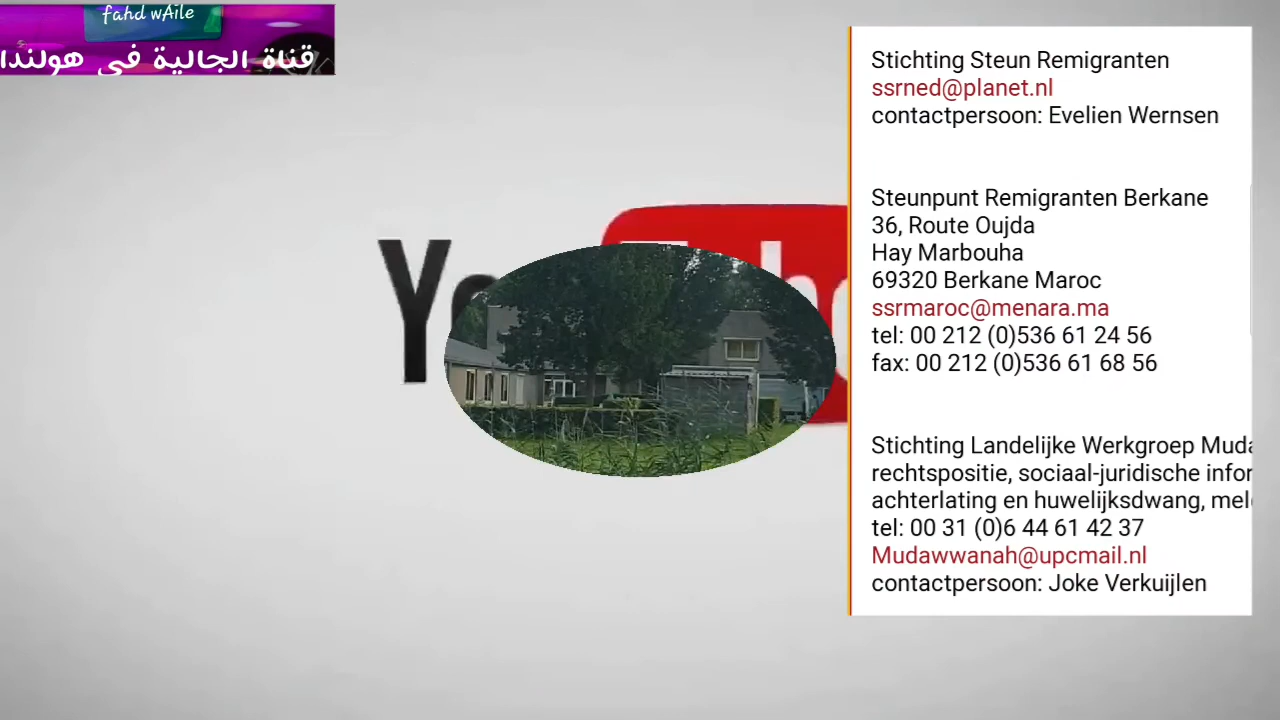 fahd wAile
قناة الجالية في هولندا
Stichting Steun Remigranten
ssrned@planet.nl
contactpersoon: Evelien Wernsen
Steunpunt Remigranten Berkane
36, Route Oujda
Hay Marbouha
69320 Berkane Maroc
ssrmaroc@menara.ma
tel: 00 212 (0)536 61 24 56
fax: 00 212 (0)536 61 68 56
Stichting Landelijke Werkgroep
rechtspositie, sociaal-juridische
achterlating en huwelijksdwang,
tel: 00 31 (0)6 44 61 42 37
Mudawwanah@upcmail.nl
contactpersoon: Joke Verkuijlen